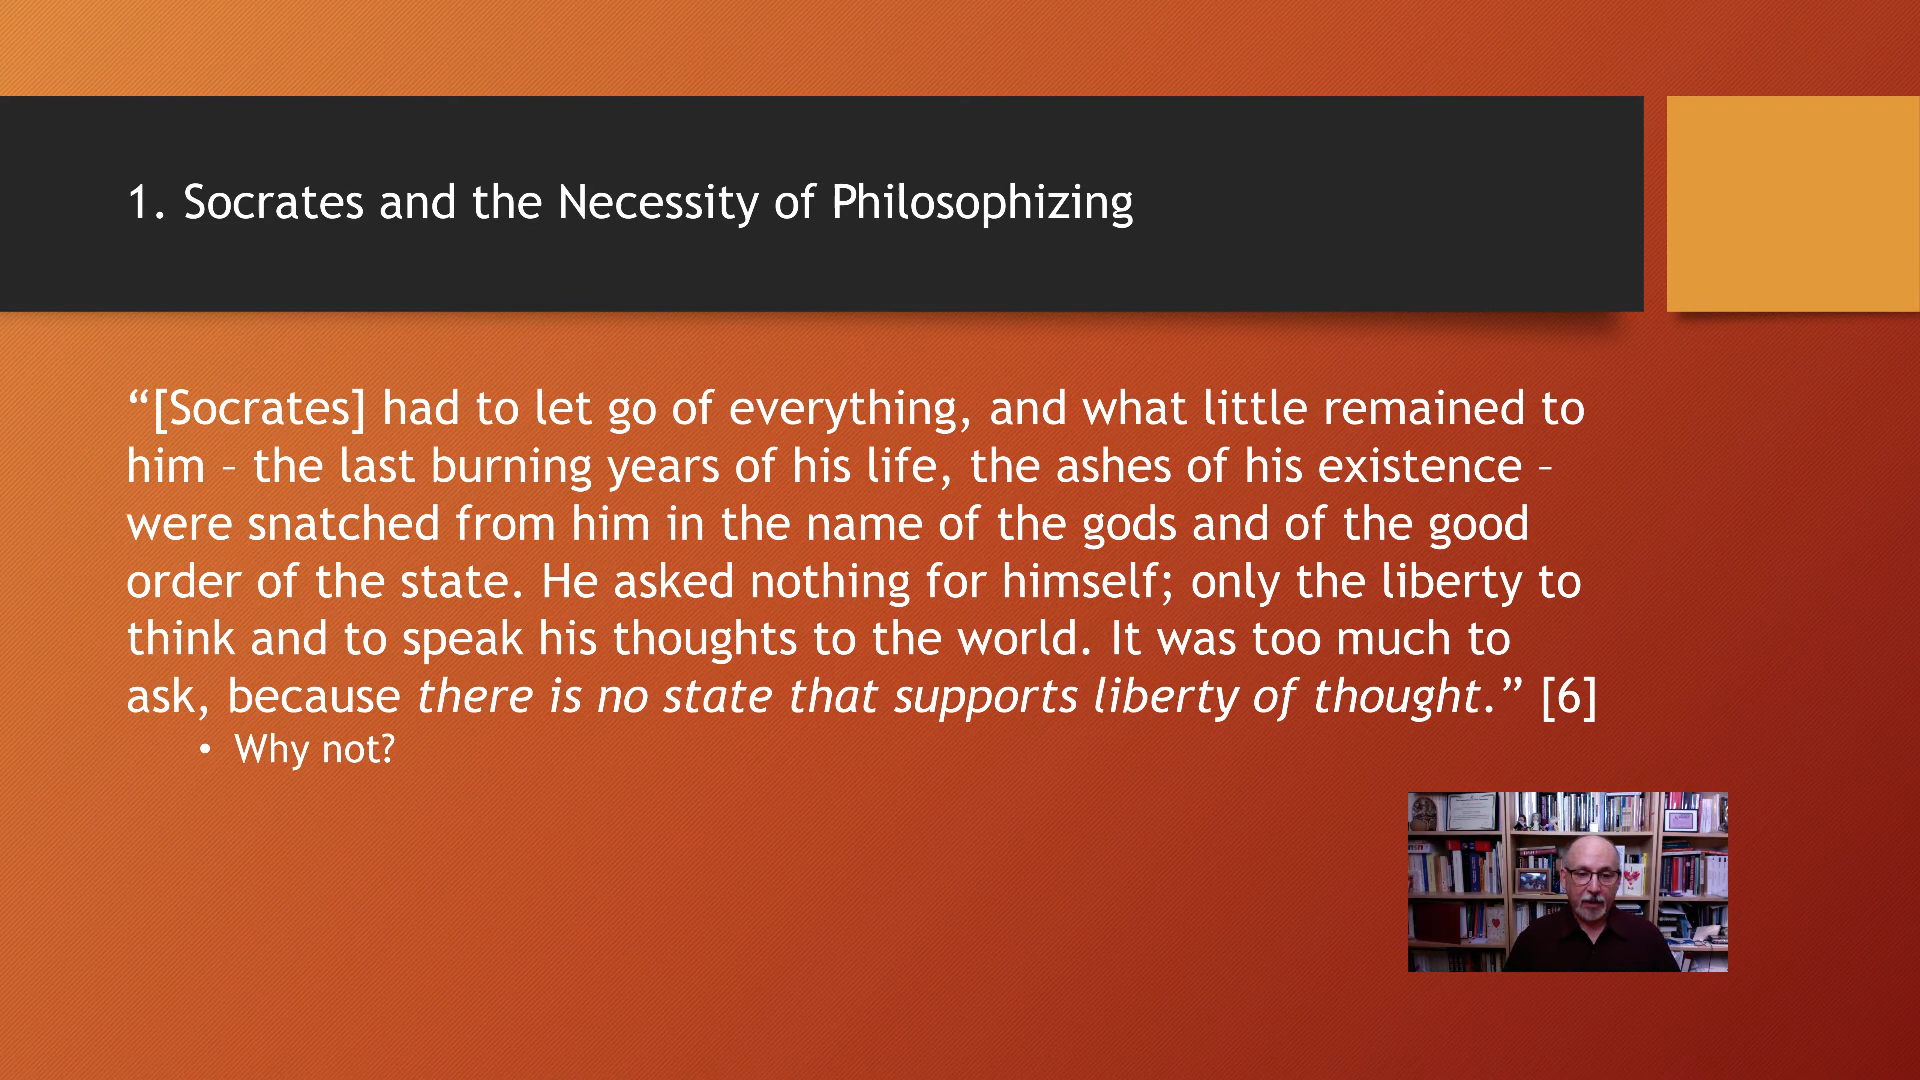 1. Socrates and the Necessity of Philosophizing
“[Socrates] had to let go of everything, and what little remained to
him – the last burning years of his life, the ashes of his existence –
were snatched from him in the name of the gods and of the good
order of the state. He asked nothing for himself; only the liberty to
think and to speak his thoughts to the world. It was too much to
ask, because there is no state that supports liberty of thought.” [6]
• Why not?